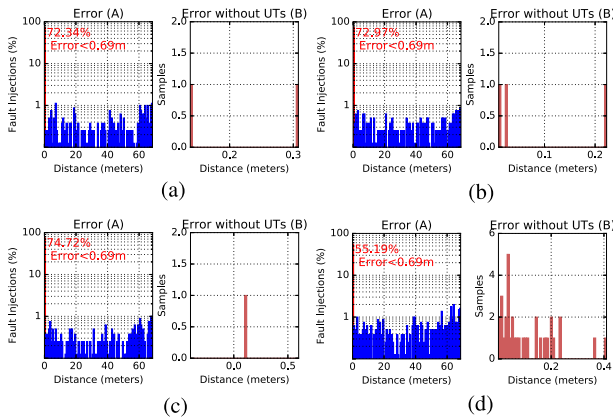 Error (A)
Error without UTs (B)
Fault Injections (%)
100
10
1
72.34%
Error<0.69m
0 20 40 60
Distance (meters)
Samples
2.0
1.5
1.0
0.5
0.0
0.2 0.3
Distance (meters)
(a)
Error (A)
Error without UTs (B)
Fault Injections (%)
100
10
1
72.97%
Error<0.69m
0 20 40 60
Distance (meters)
Samples
2.0
1.5
1.0
0.5
0.0
0.1 0.2
Distance (meters)
(b)
Error (A)
Error without UTs (B)
Fault Injections (%)
100
10
1
74.72%
Error<0.69m
0 20 40 60
Distance (meters)
Samples
2.0
1.5
1.0
0.5
0.0
0.0 0.5
Distance (meters)
(c)
Error (A)
Error without UTs (B)
Fault Injections (%)
100
10
1
55.19%
Error<0.69m
0 20 40 60
Distance (meters)
Samples
6
4
2
0
0.2 0.4
Distance (meters)
(d)